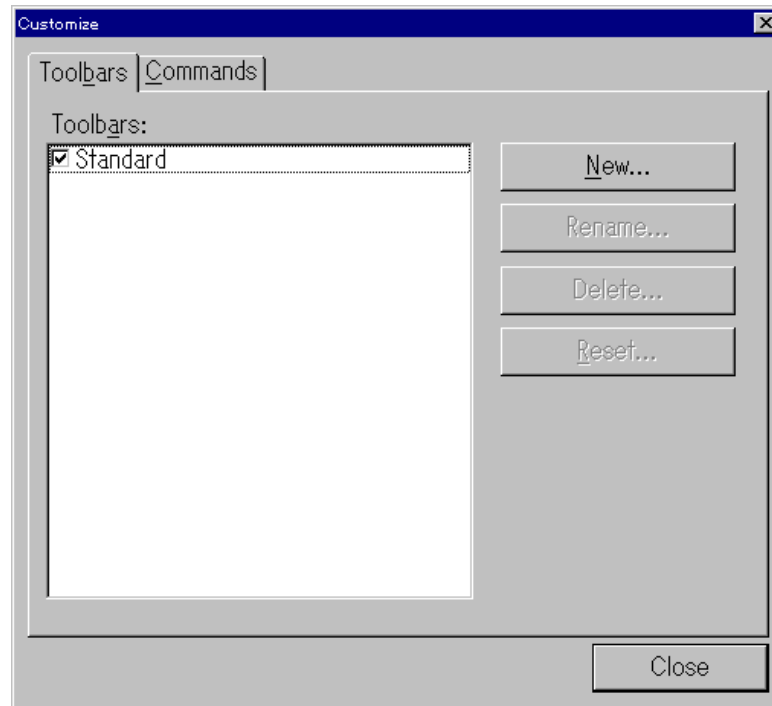 Customize
Toolbars Commands
Toolbars:
Standard
New...
Rename...
Delete...
Reset...
Close